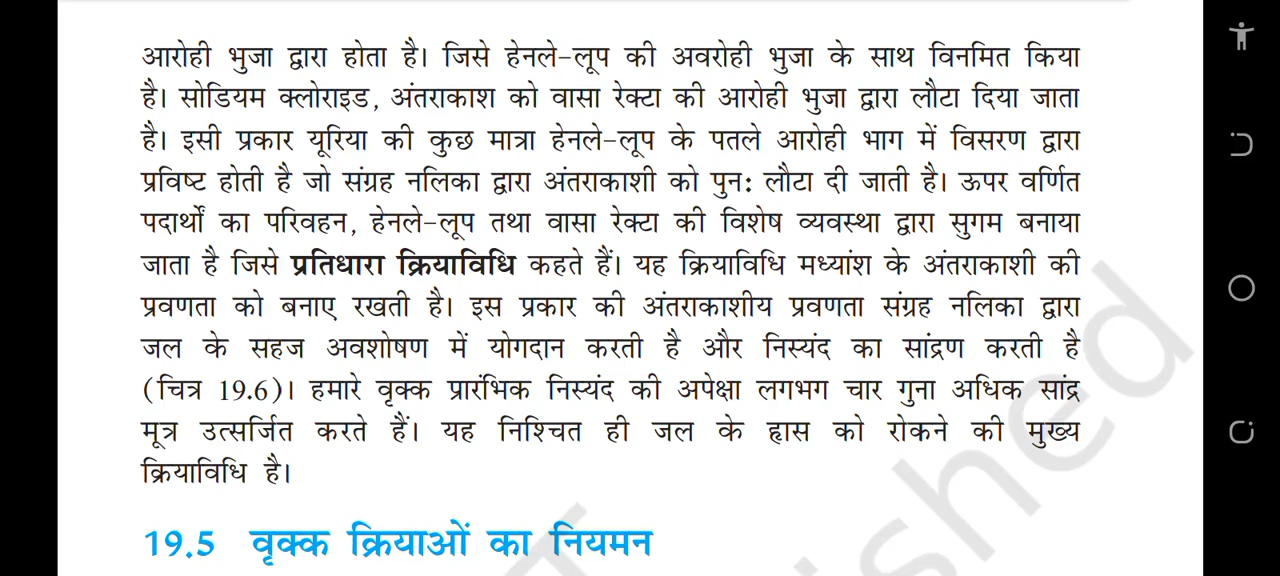 आरोही भुजा द्वारा होता है। जिसे हेनले-लूप की अवरोही भुजा के साथ विनमित किया
है। सोडियम क्लोराइड, अंतराकाश को वासा रेक्टा की आरोही भुजा द्वारा लौटा दिया जाता
है। इसी प्रकार यूरिया की कुछ मात्रा हेनले-लूप के पतले आरोही भाग में विसरण द्वारा
प्रविष्ट होती है जो संग्रह नलिका द्वारा अंतराकाशी को पुन: लौटा दी जाती है। ऊपर वर्णित
पदार्थों का परिवहन, हेनले-लूप तथा वासा रेक्टा की विशेष व्यवस्था द्वारा सुगम बनाया
जाता है जिसे प्रतिधारा क्रियाविधि कहते हैं। यह क्रियाविधि मध्यांश के अंतराकाशी की
प्रवणता को बनाए रखती है। इस प्रकार की अंतराकाशीय प्रवणता संग्रह नलिका द्वारा
जल के सहज अवशोषण में योगदान करती है और निस्यंद का सांद्रण करती है
(चित्र 19.6)। हमारे वृक्क प्रारंभिक निस्यंद की अपेक्षा लगभग चार गुना अधिक सांद्र
मूत्र उत्सर्जित करते हैं। यह निश्चित ही जल के ह्रास को रोकने की मुख्य
क्रियाविधि है।
19.5 वृक्क क्रियाओं का नियमन